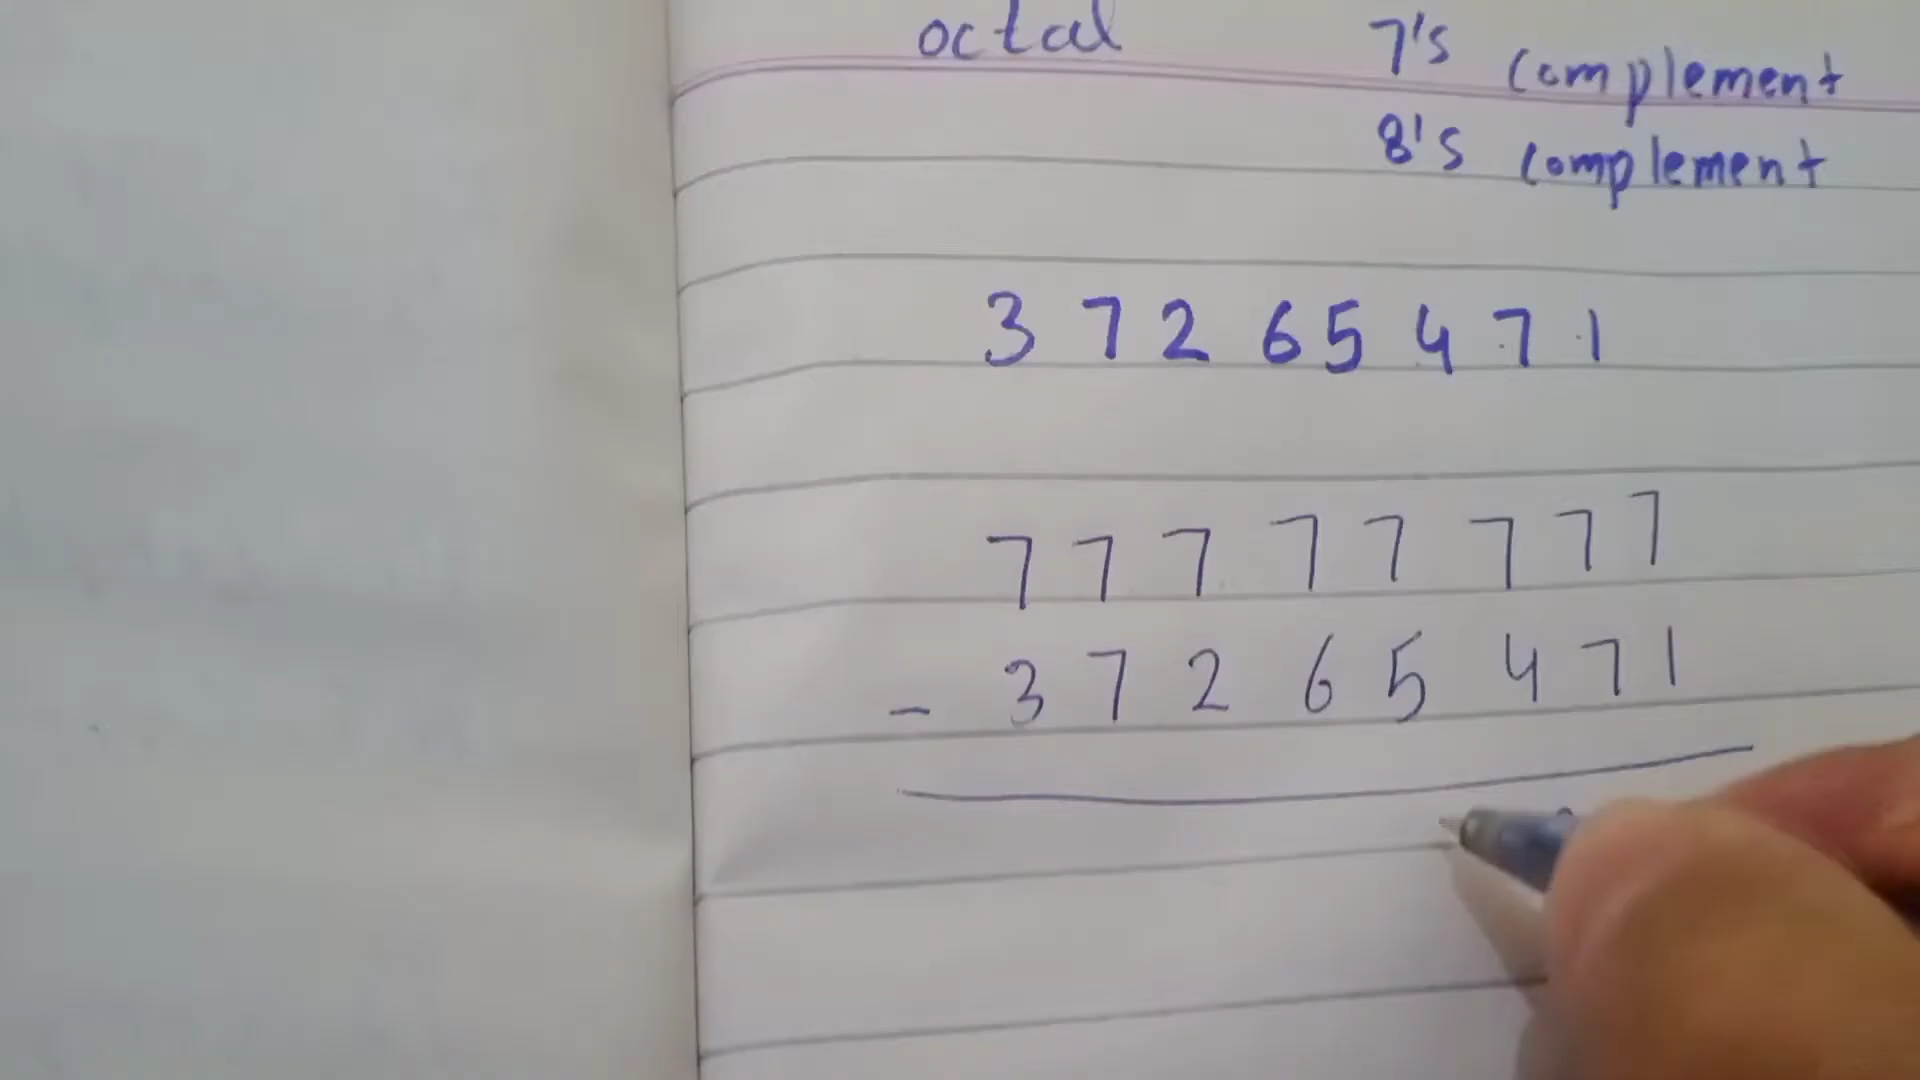 octal 7's complement
8's complement
3 7 2 6 5 4 7 1
7 7 7 7 7 7 7 7
- 3 7 2 6 5 4 7 1